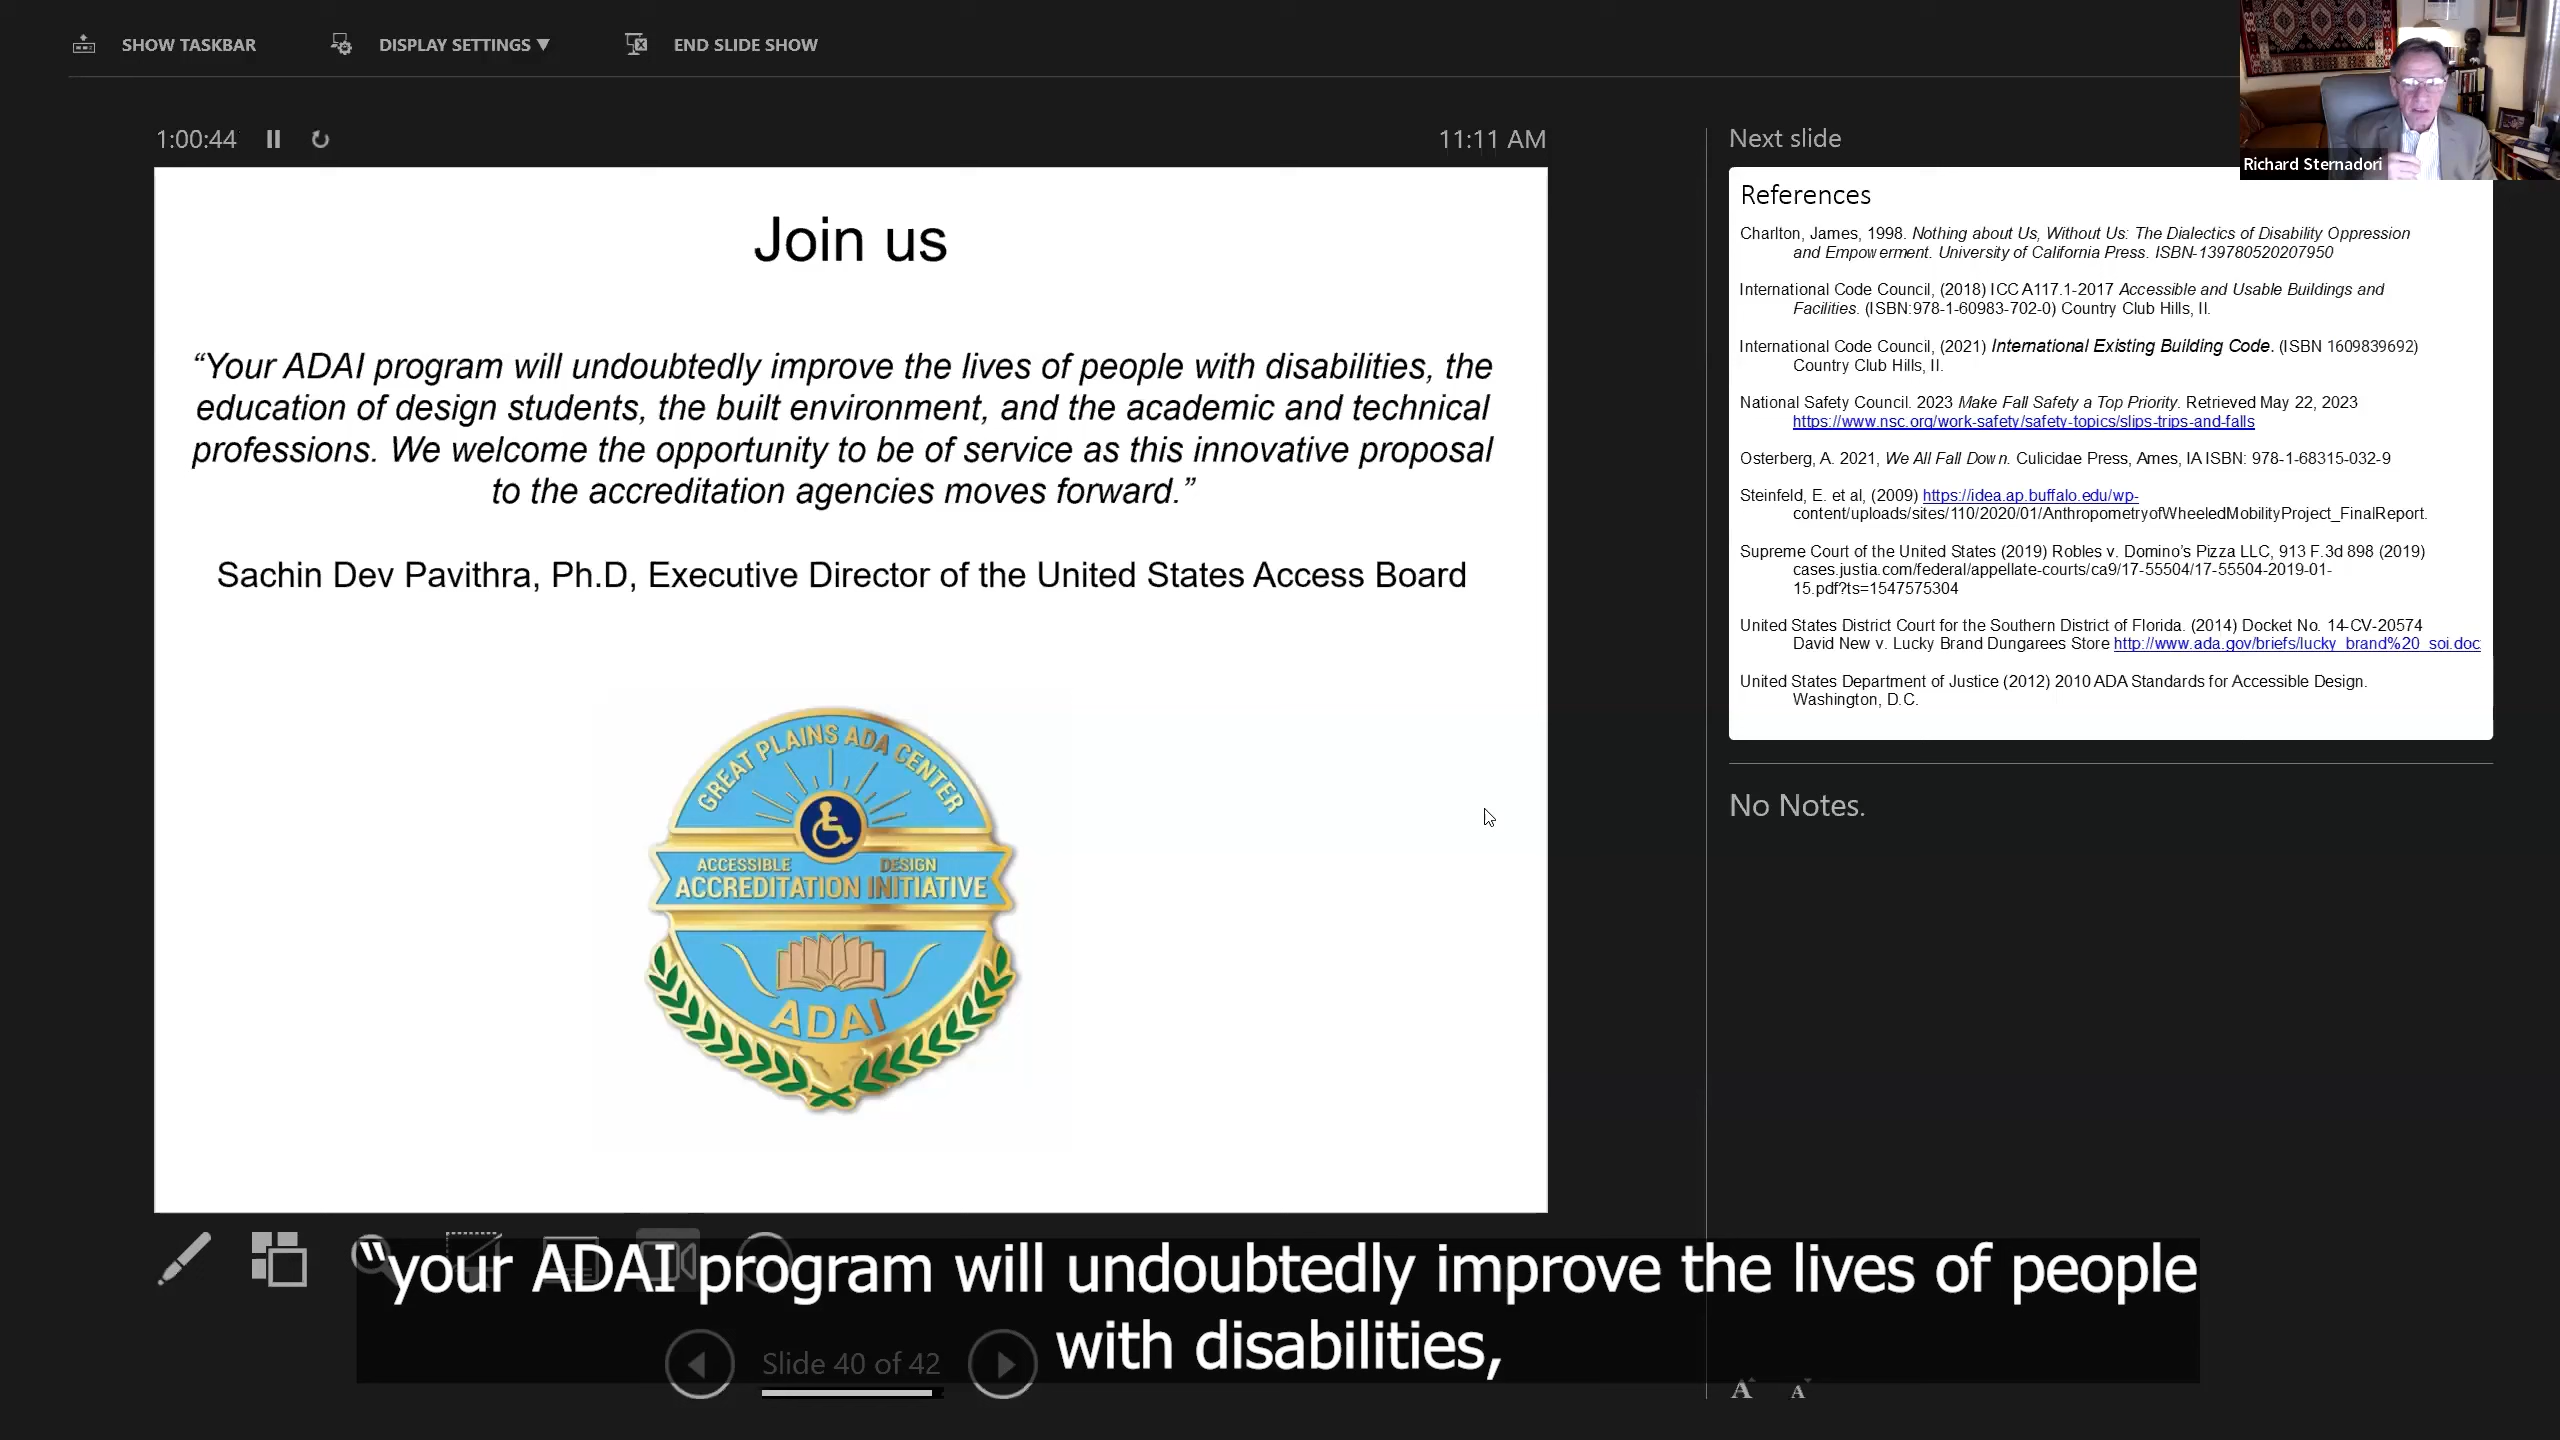 SHOW TASKBAR
DISPLAY SETTINGS ▼
END SLIDE SHOW
1:00:44
11:11 AM
Join us
“Your ADAI program will undoubtedly improve the lives of people with disabilities, the
education of design students, the built environment, and the academic and technical
professions. We welcome the opportunity to be of service as this innovative proposal
to the accreditation agencies moves forward.”
Sachin Dev Pavithra, Ph.D, Executive Director of the United States Access Board
GREAT PLAINS ADA CENTER
ACCESSIBLE DESIGN
ACCREDITATION INITIATIVE
ADAI
Next slide
Richard Sternadori
References
Charlton, James, 1998. Nothing about Us, Without Us: The Dialectics of Disability Oppression
and Empowerment. University of California Press. ISBN-139780520207950
International Code Council, (2018) ICC A117.1-2017 Accessible and Usable Buildings and
Facilities. (ISBN:978-1-60983-702-0) Country Club Hills, Il.
International Code Council, (2021) International Existing Building Code. (ISBN 1609839692)
Country Club Hills, Il.
National Safety Council. 2023 Make Fall Safety a Top Priority. Retrieved May 22, 2023
https://www.nsc.org/work-safety/safety-topics/slips-trips-and-falls
Osterberg, A. 2021, We All Fall Down. Culicidae Press, Ames, IA ISBN: 978-1-68315-032-9
Steinfeld, E. et al, (2009) https://idea.ap.buffalo.edu/wp-
content/uploads/sites/110/2020/01/AnthropometryofWheeledMobilityProject_FinalReport.
Supreme Court of the United States (2019) Robles v. Domino’s Pizza LLC, 913 F.3d 898 (2019)
cases.justia.com/federal/appellate-courts/ca9/17-55504/17-55504-2019-01-
15.pdf?ts=1547575304
United States District Court for the Southern District of Florida. (2014) Docket No. 14-CV-20574
David New v. Lucky Brand Dungarees Store http://www.ada.gov/briefs/lucky_brand%20_soi.doc
United States Department of Justice (2012) 2010 ADA Standards for Accessible Design.
Washington, D.C.
No Notes.
“your ADAI program will undoubtedly improve the lives of people
with disabilities,
Slide 40 of 42
A A